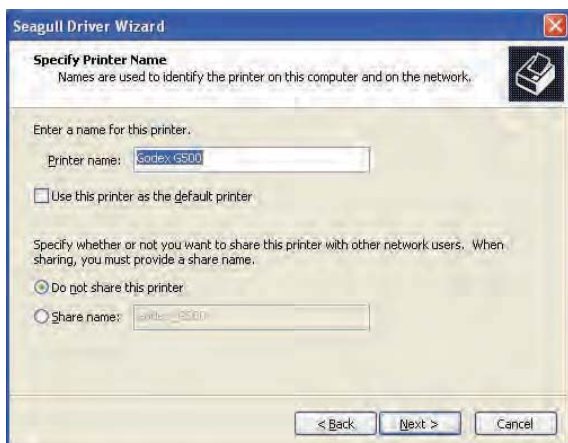 Seagull Driver Wizard
Specify Printer Name
Names are used to identify the printer on this computer and on the network.
Enter a name for this printer.
Printer name: Godex G500
Use this printer as the default printer
Specify whether or not you want to share this printer with other network users. When
sharing, you must provide a share name.
Do not share this printer
Share name: Godex_G500
< Back Next > Cancel